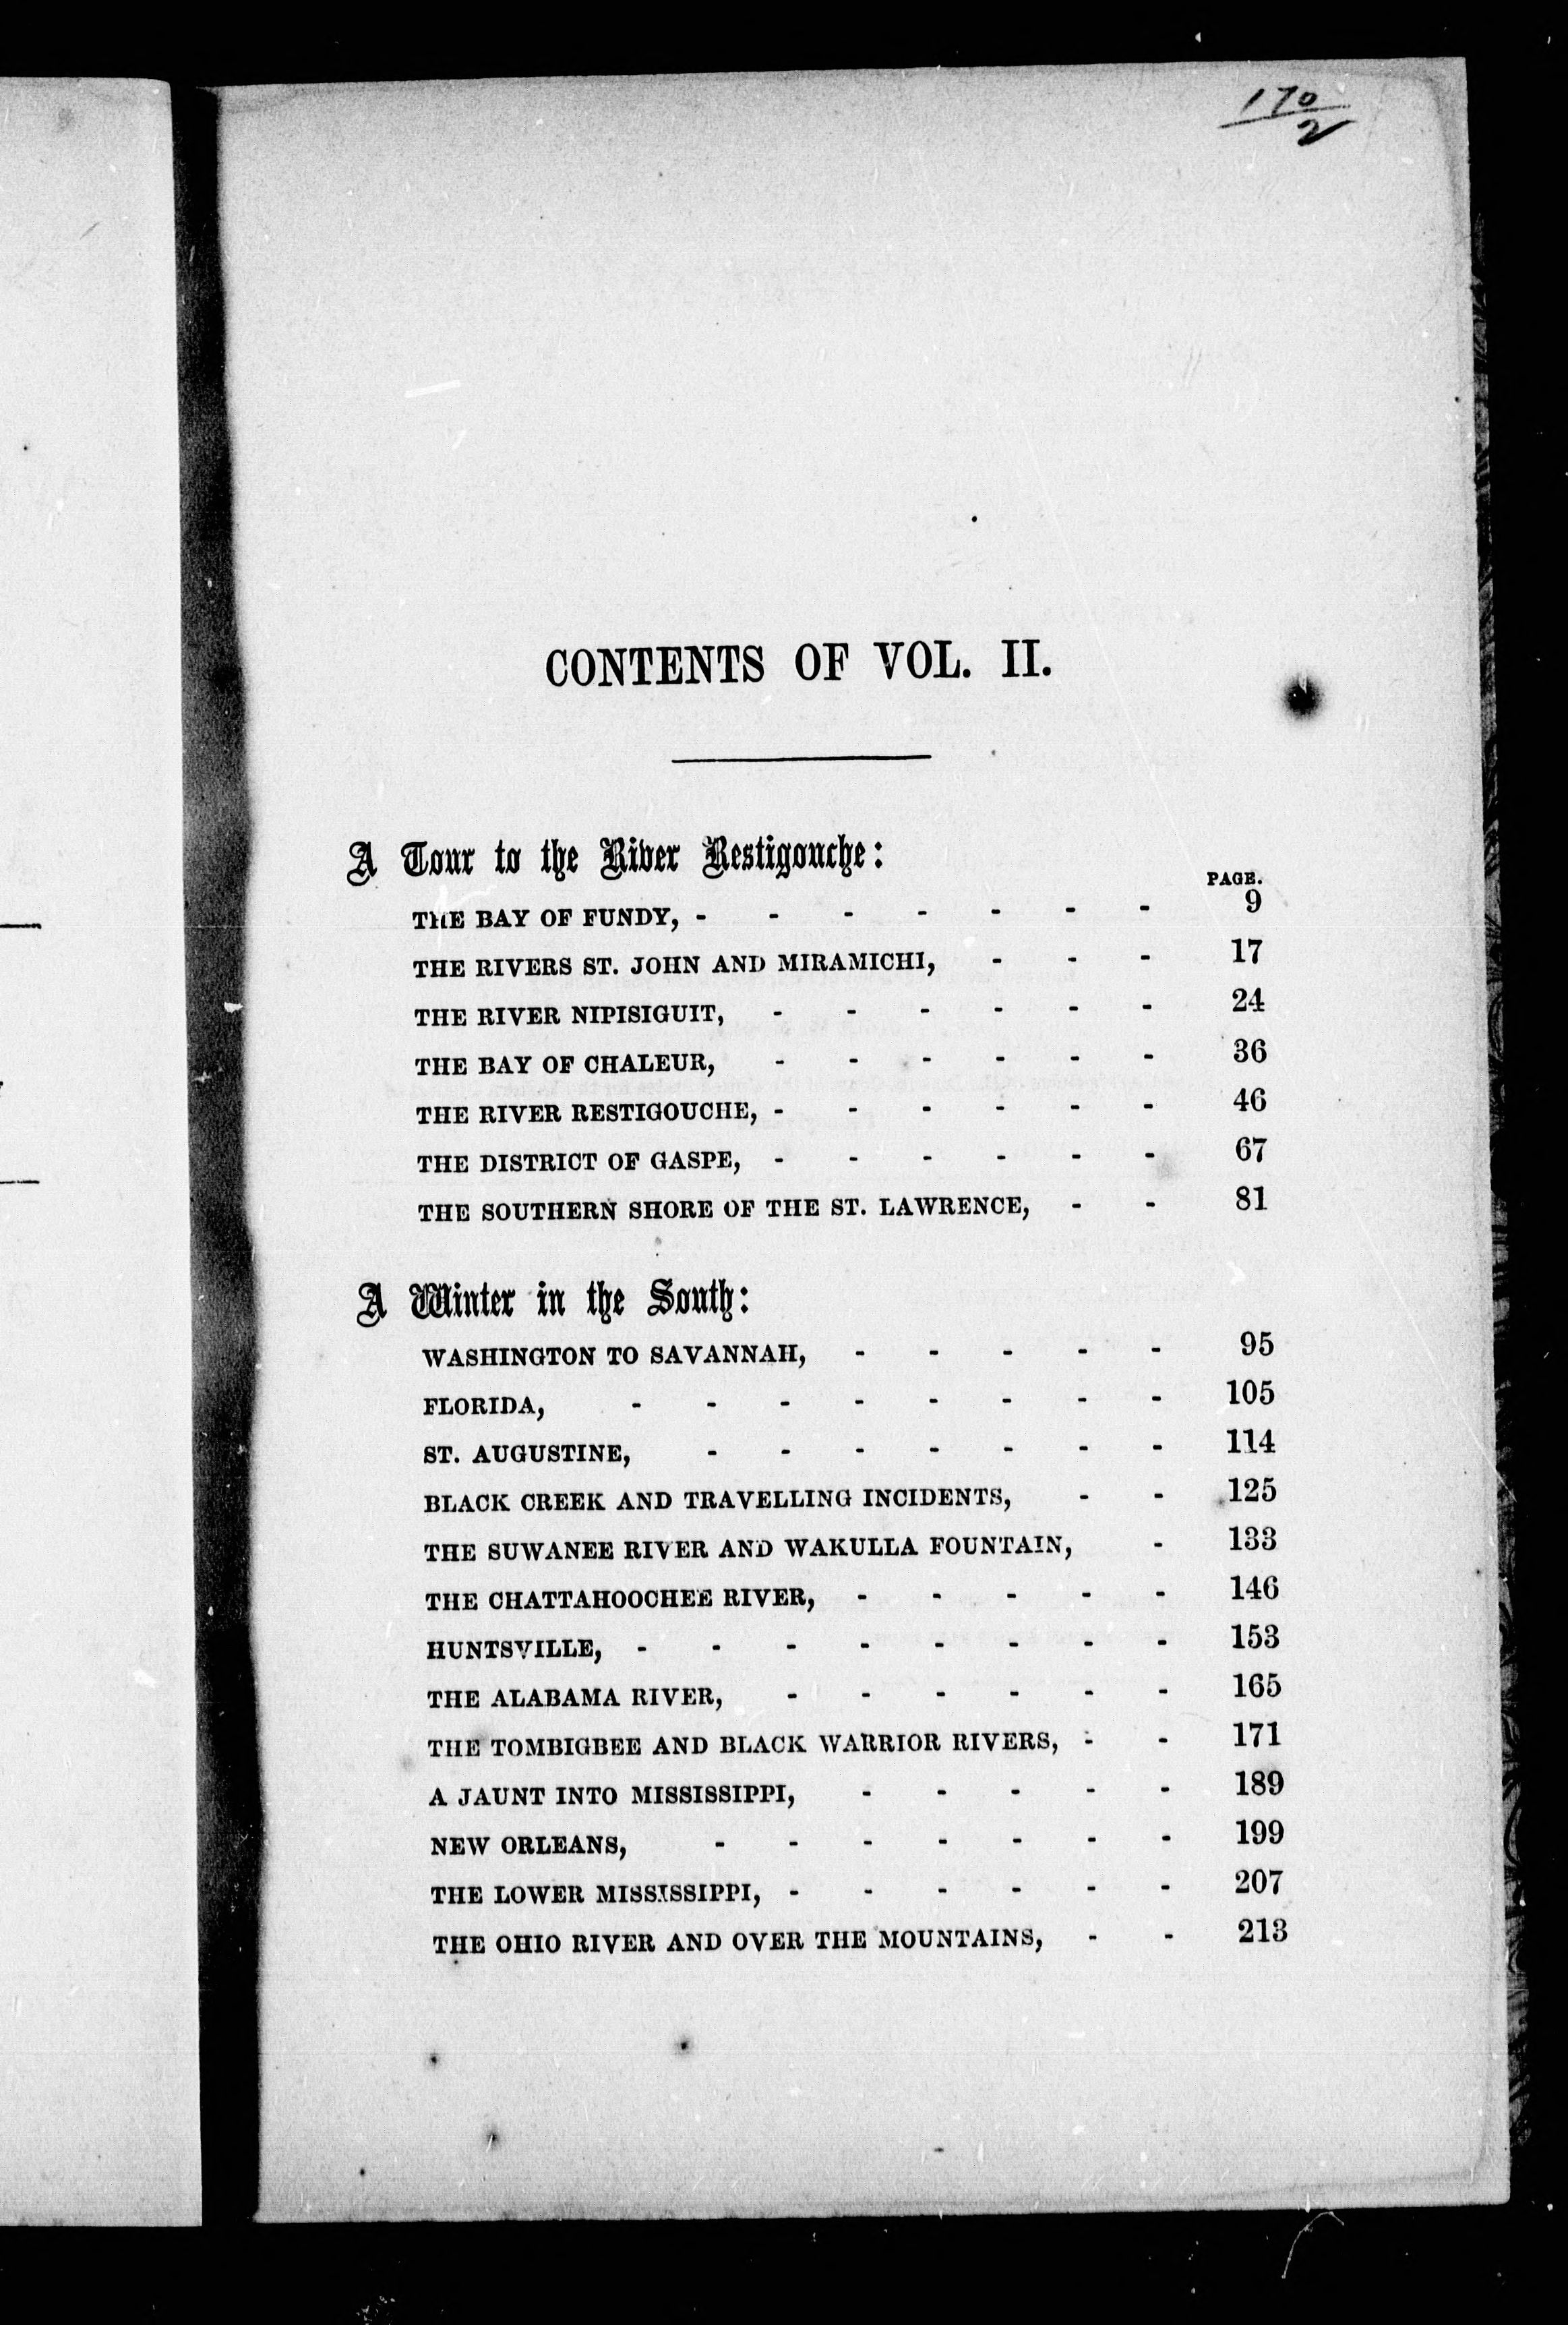 170
2
CONTENTS OF VOL. II.
A Tour to the River Restigouche:
PAGE.
THE BAY OF FUNDY, - - - - - - - 9
THE RIVERS ST. JOHN AND MIRAMICHI, - - - 17
THE RIVER NIPISIGUIT, - - - - - - 24
THE BAY OF CHALEUR, - - - - - - 36
THE RIVER RESTIGOUCHE, - - - - - - 46
THE DISTRICT OF GASPE, - - - - - - 67
THE SOUTHERN SHORE OF THE ST. LAWRENCE, - - 81
A Winter in the South:
WASHINGTON TO SAVANNAH, - - - - - 95
FLORIDA, - - - - - - - - 105
ST. AUGUSTINE, - - - - - - - 114
BLACK CREEK AND TRAVELLING INCIDENTS, - - 125
THE SUWANEE RIVER AND WAKULLA FOUNTAIN, - 133
THE CHATTAHOOCHEE RIVER, - - - - - 146
HUNTSVILLE, - - - - - - - - 153
THE ALABAMA RIVER, - - - - - - 165
THE TOMBIGBEE AND BLACK WARRIOR RIVERS, - - 171
A JAUNT INTO MISSISSIPPI, - - - - - 189
NEW ORLEANS, - - - - - - - 199
THE LOWER MISSISSIPPI, - - - - - - 207
THE OHIO RIVER AND OVER THE MOUNTAINS, - - 213